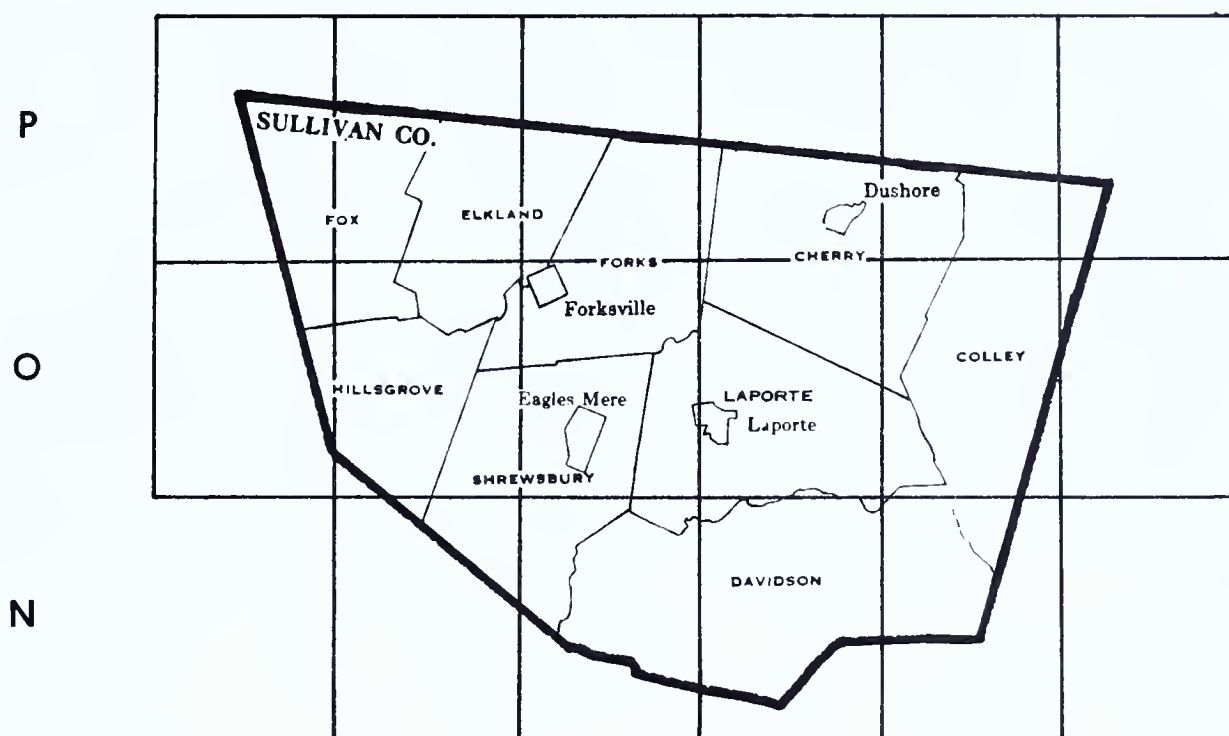 P
SULLIVAN CO.
Dushore
FOX
ELKLAND
FORKS
CHERRY
Forksville
O
COLLEY
HILLSGROVE
Eagles Mere
LAPORTE
Laporte
SHREWSBURY
DAVIDSON
N